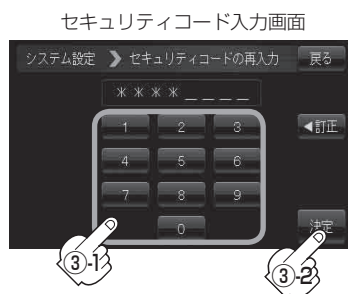 セキュリティコード入力画面
システム設定 セキュリティコードの再入力 戻る
＊＊＊＊＿＿＿＿
1 2 3 ◀訂正
4 5 6
7 8 9
0 決定
③-1 ③-2